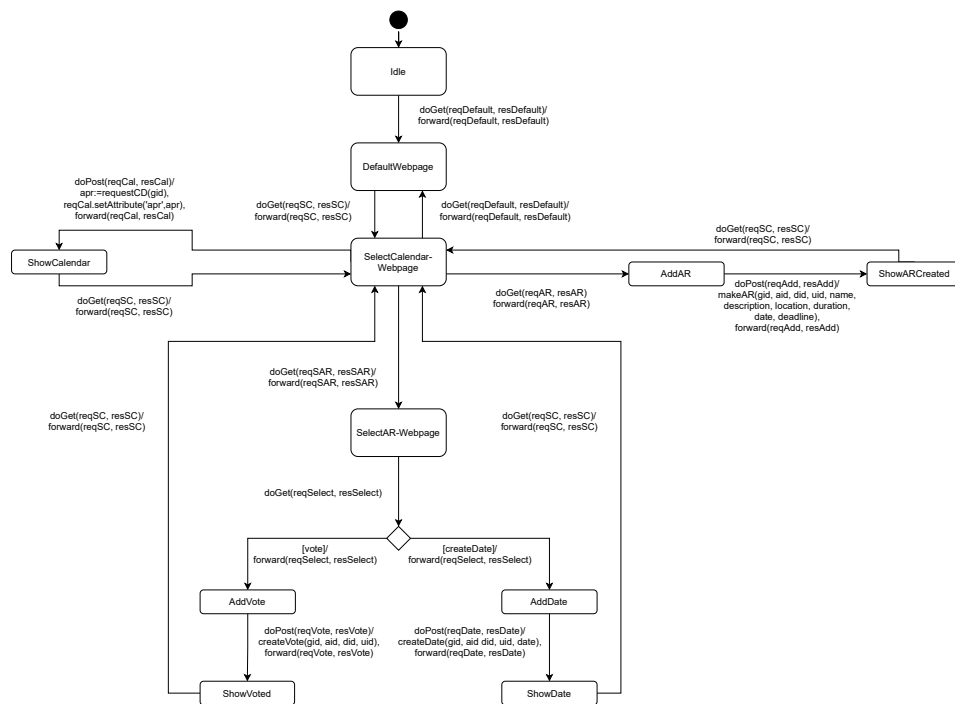 Idle
doGet(reqDefault, resDefault)/
forward(reqDefault, resDefault)
DefaultWebpage
doPost(reqCal, resCal)/
apr:=requestCD(gid),
reqCal.setAttribute('apr',apr),
forward(reqCal, resCal)
doGet(reqSC, resSC)/
forward(reqSC, resSC)
doGet(reqDefault, resDefault)/
forward(reqDefault, resDefault)
doGet(reqSC, resSC)/
forward(reqSC, resSC)
ShowCalendar
SelectCalendar-
Webpage
AddAR
ShowARCreated
doGet(reqSC, resSC)/
forward(reqSC, resSC)
doGet(reqAR, resAR)
forward(reqAR, resAR)
doPost(reqAdd, resAdd)/
makeAR(gid, aid, did, uid, name,
description, location, duration,
date, deadline),
forward(reqAdd, resAdd)
doGet(reqSAR, resSAR)/
forward(reqSAR, resSAR)
doGet(reqSC, resSC)/
forward(reqSC, resSC)
doGet(reqSC, resSC)/
forward(reqSC, resSC)
SelectAR-Webpage
doGet(reqSelect, resSelect)
[vote]/
forward(reqSelect, resSelect)
[createDate]/
forward(reqSelect, resSelect)
AddVote
AddDate
doPost(reqVote, resVote)/
createVote(gid, aid, did, uid),
forward(reqVote, resVote)
doPost(reqDate, resDate)/
createDate(gid, aid did, uid, date),
forward(reqDate, resDate)
ShowVoted
ShowDate